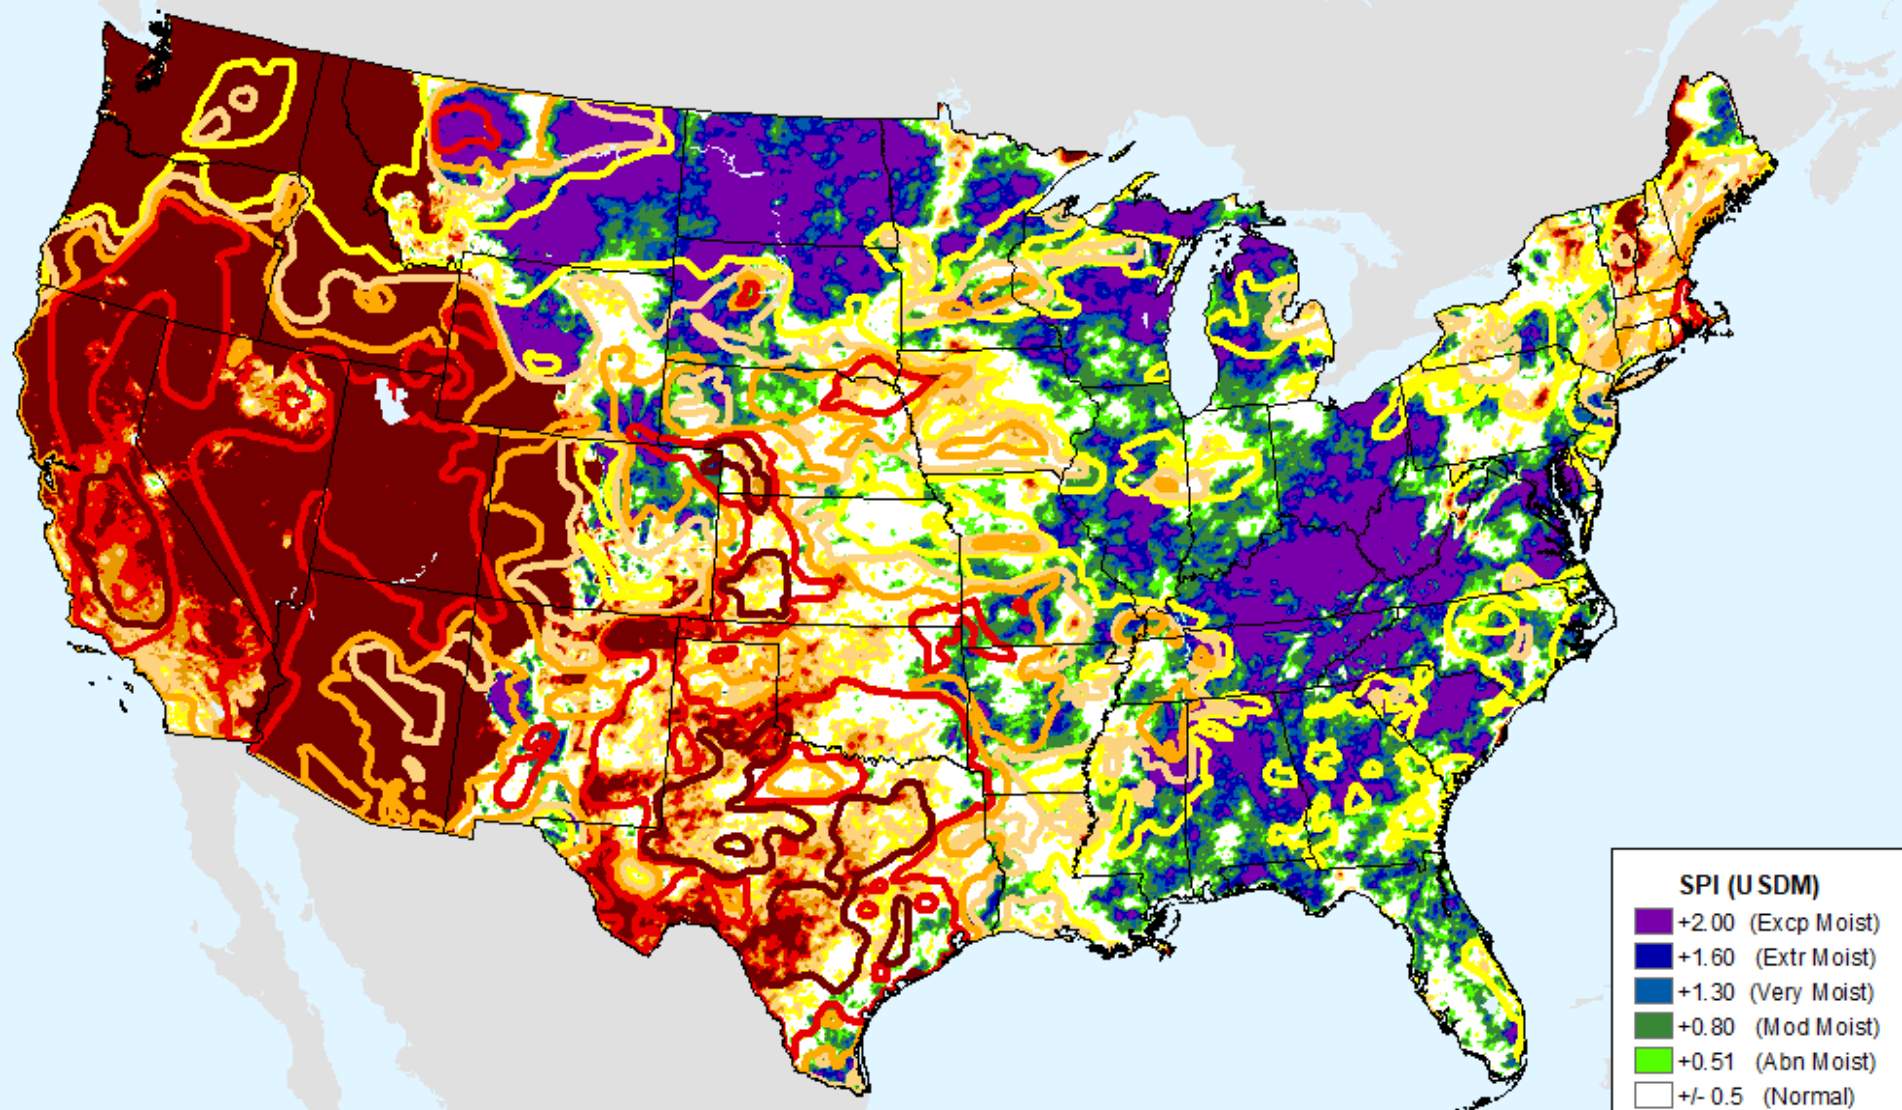 SPI (USDM)
+2.00 (Excp Moist)
+1.60 (Extr Moist)
+1.30 (Very Moist)
+0.80 (Mod Moist)
+0.51 (Abn Moist)
+/- 0.5 (Normal)